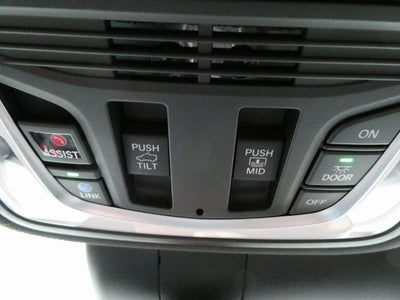 ASSIST
LINK
PUSH
TILT
PUSH
MID
ON
DOOR
OFF